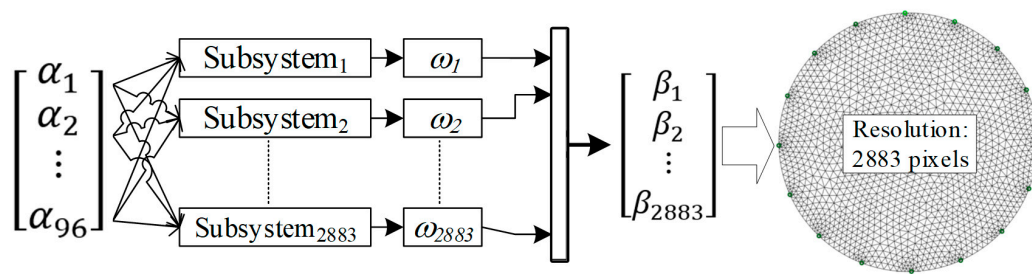 α₁
α₂
⋮
α₉₆
Subsystem₁
ω₁
Subsystem₂
ω₂
Subsystem₂₈₈₃
ω₂₈₈₃
β₁
β₂
⋮
β₂₈₈₃
Resolution:
2883 pixels